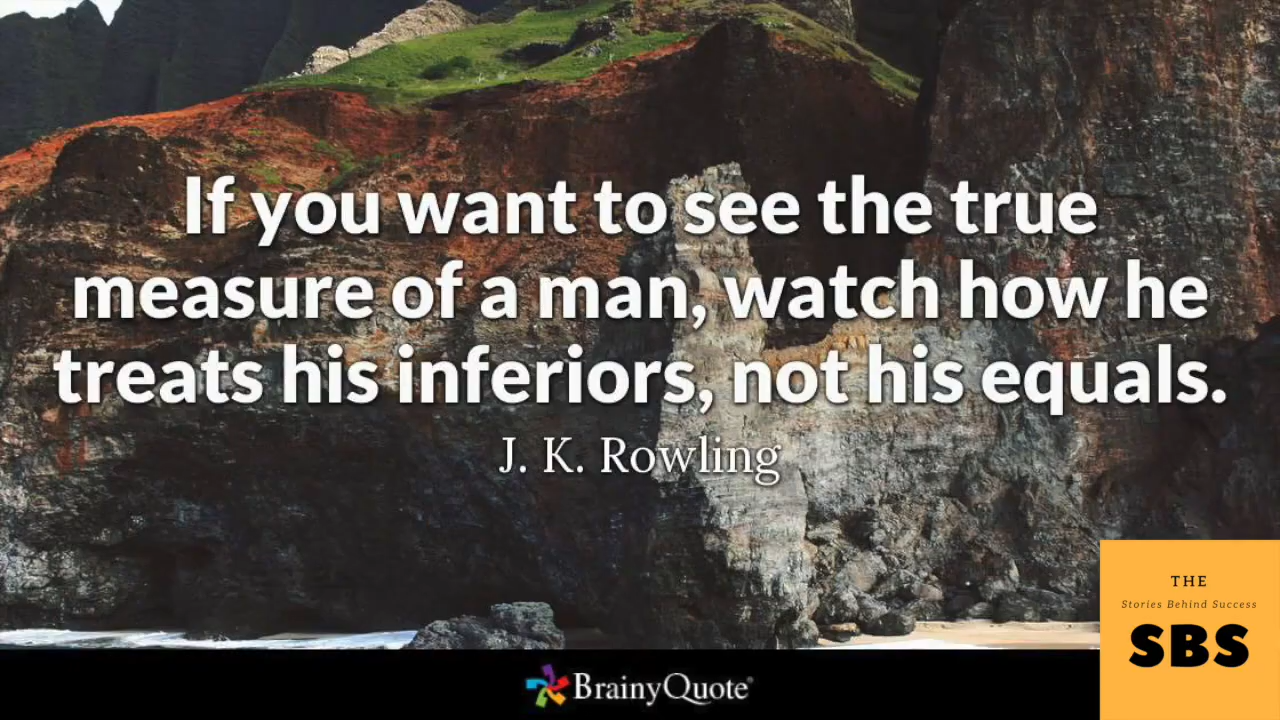 If you want to see the true
measure of a man, watch how he
treats his inferiors, not his equals.
J. K. Rowling
THE
Stories Behind Success
SBS
BrainyQuote®